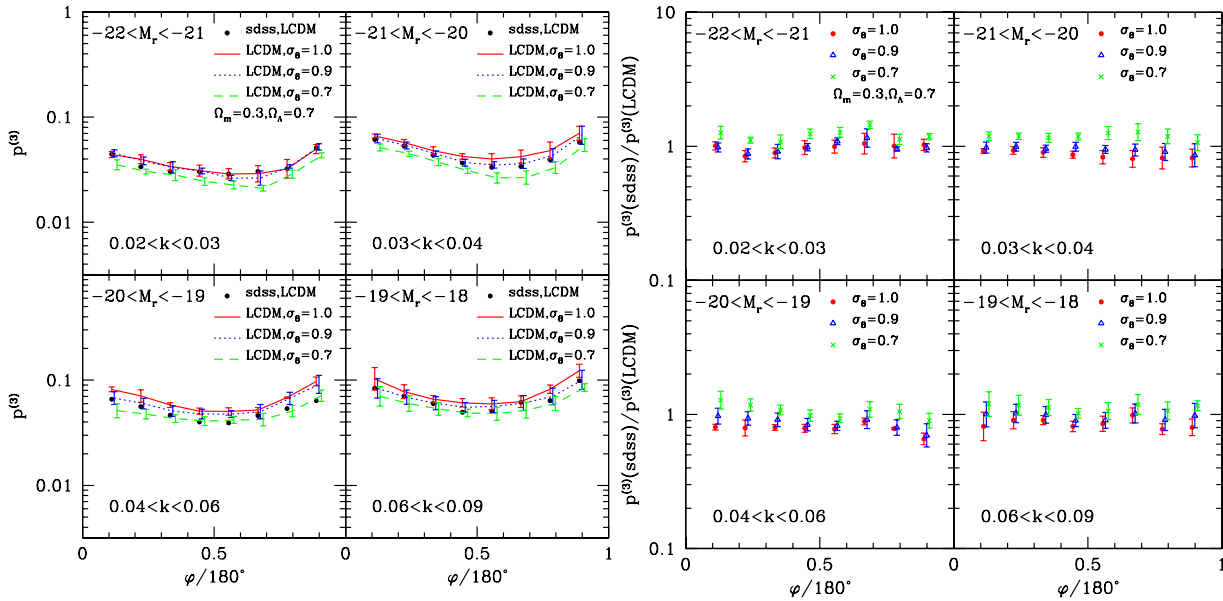 −22<M_r<−21
sdss,LCDM
LCDM,σ_8=1.0
LCDM,σ_8=0.9
LCDM,σ_8=0.7
Ω_m=0.3,Ω_Λ=0.7
0.02<k<0.03
−21<M_r<−20
sdss,LCDM
LCDM,σ_8=1.0
LCDM,σ_8=0.9
LCDM,σ_8=0.7
0.03<k<0.04
1
0.1
0.01
p^(3)
−20<M_r<−19
sdss,LCDM
LCDM,σ_8=1.0
LCDM,σ_8=0.9
LCDM,σ_8=0.7
0.04<k<0.06
−19<M_r<−18
sdss,LCDM
LCDM,σ_8=1.0
LCDM,σ_8=0.9
LCDM,σ_8=0.7
0.06<k<0.09
0.1
0.01
p^(3)
0 0.5 0 0.5 1
φ/180° φ/180°
−22<M_r<−21
σ_8=1.0
σ_8=0.9
σ_8=0.7
Ω_m=0.3,Ω_Λ=0.7
0.02<k<0.03
−21<M_r<−20
σ_8=1.0
σ_8=0.9
σ_8=0.7
0.03<k<0.04
10
1
0.1
p^(3)(sdss)/p^(3)(LCDM)
−20<M_r<−19
σ_8=1.0
σ_8=0.9
σ_8=0.7
0.04<k<0.06
−19<M_r<−18
σ_8=1.0
σ_8=0.9
σ_8=0.7
0.06<k<0.09
1
0.1
p^(3)(sdss)/p^(3)(LCDM)
0 0.5 0 0.5 1
φ/180° φ/180°